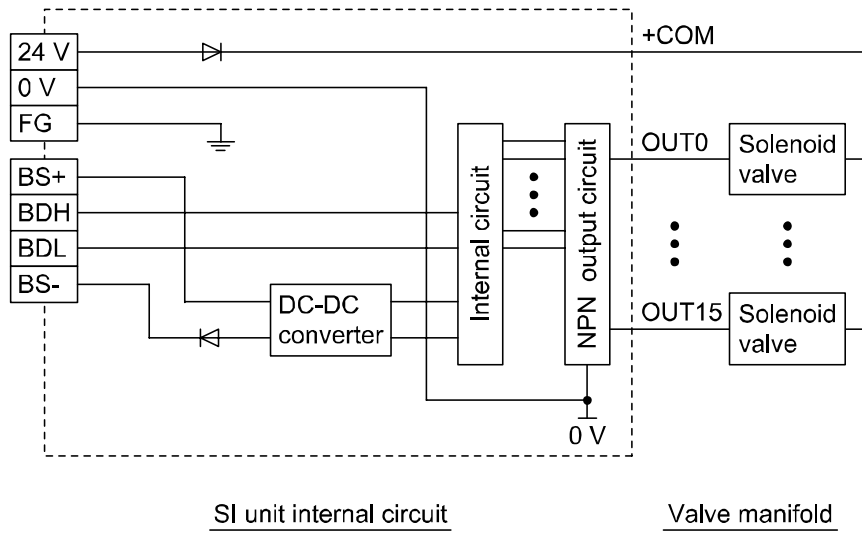 24 V
0 V
FG
BS+
BDH
BDL
BS-
DC-DC
converter
Internal circuit
NPN output circuit
0 V
+COM
OUT0
Solenoid
valve
OUT15
Solenoid
valve
SI unit internal circuit
Valve manifold